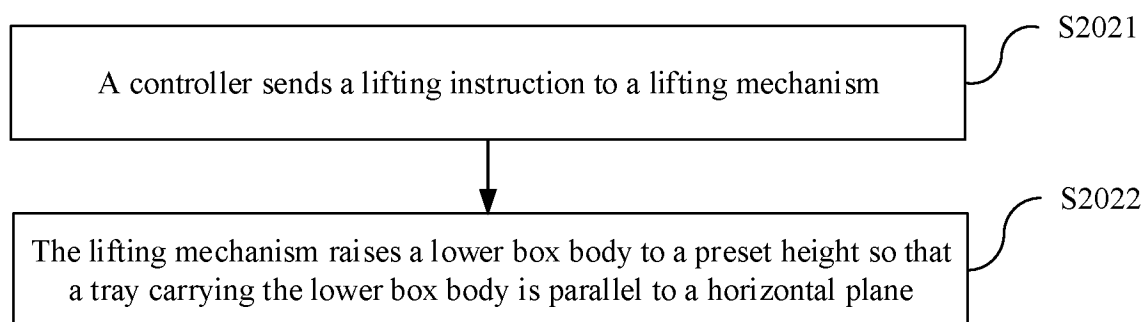 S2021
A controller sends a lifting instruction to a lifting mechanism
S2022
The lifting mechanism raises a lower box body to a preset height so that
a tray carrying the lower box body is parallel to a horizontal plane